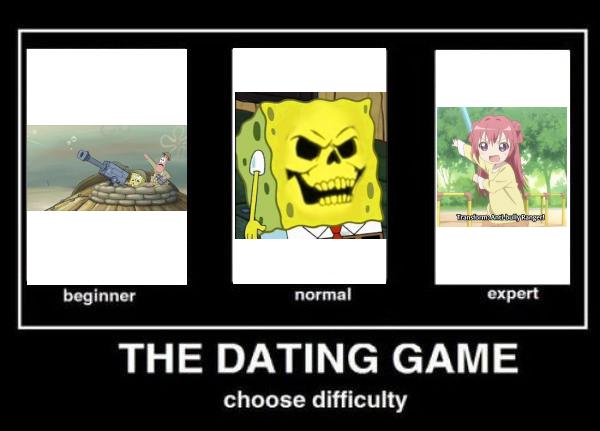 Transform: Anti-bully Ranger!
beginner
normal
expert
THE DATING GAME
choose difficulty